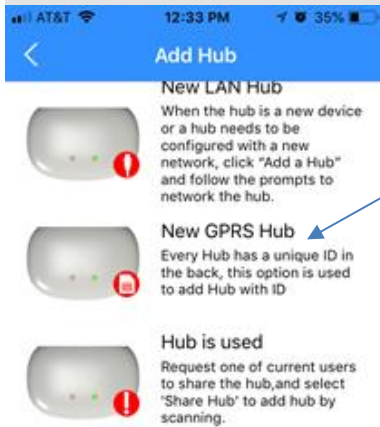 AT&T 12:33 PM 35%
Add Hub
New LAN Hub
When the hub is a new device
or a hub needs to be
configured with a new
network, click "Add a Hub"
and follow the prompts to
network the hub.
New GPRS Hub
Every Hub has a unique ID in
the back, this option is used
to add Hub with ID
Hub is used
Request one of current users
to share the hub,and select
'Share Hub' to add hub by
scanning.